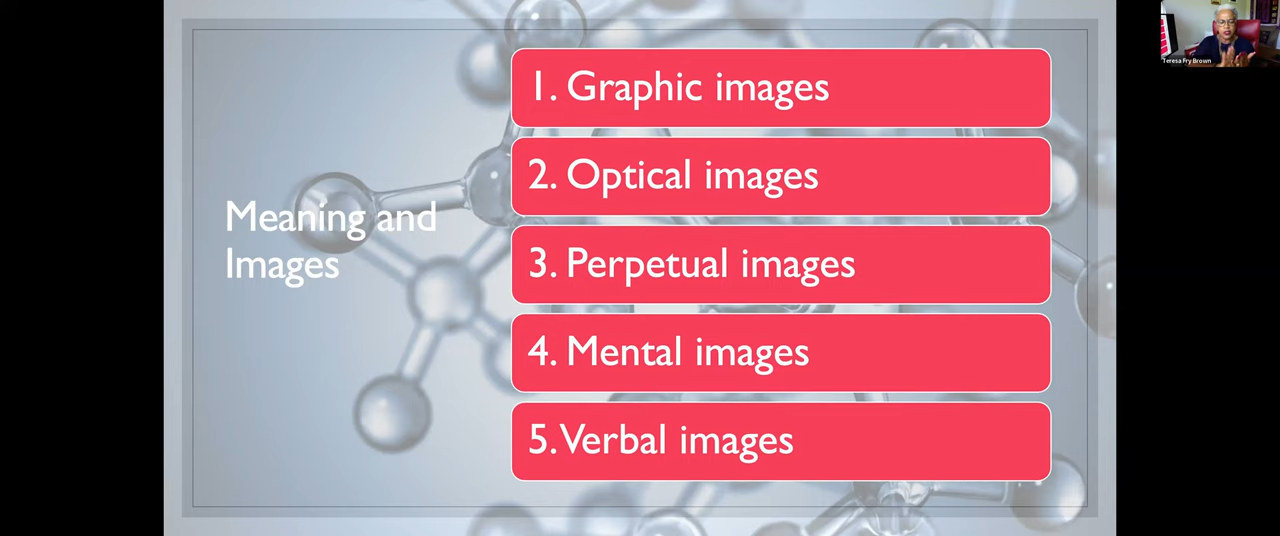 Meaning and
Images
1. Graphic images
2. Optical images
3. Perpetual images
4. Mental images
5. Verbal images
Teresa Fry Brown